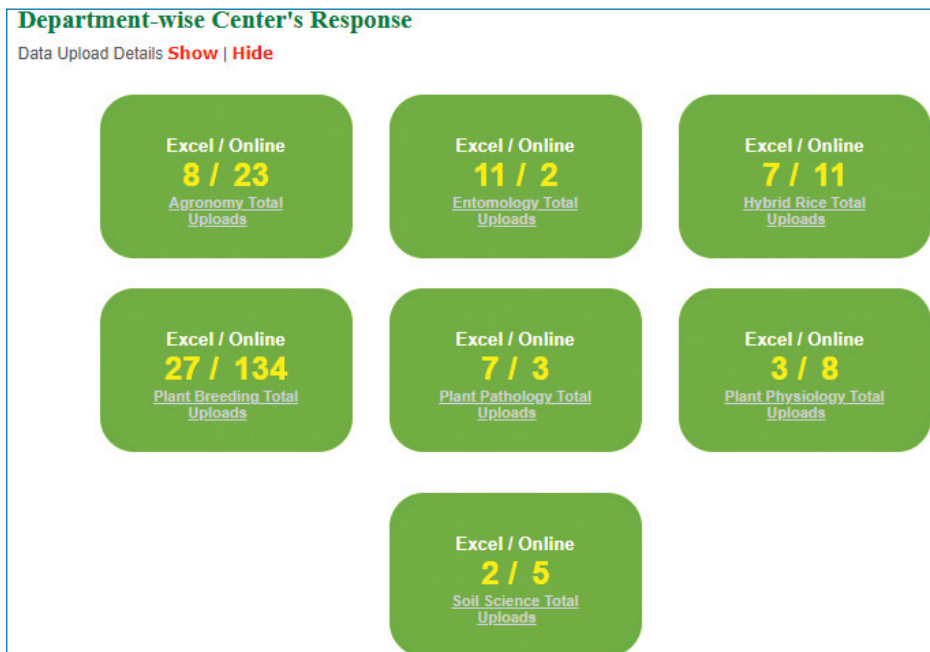 Department-wise Center's Response
Data Upload Details Show | Hide
Excel / Online
8 / 23
Agronomy Total
Uploads
Excel / Online
11 / 2
Entomology Total
Uploads
Excel / Online
7 / 11
Hybrid Rice Total
Uploads
Excel / Online
27 / 134
Plant Breeding Total
Uploads
Excel / Online
7 / 3
Plant Pathology Total
Uploads
Excel / Online
3 / 8
Plant Physiology Total
Uploads
Excel / Online
2 / 5
Soil Science Total
Uploads